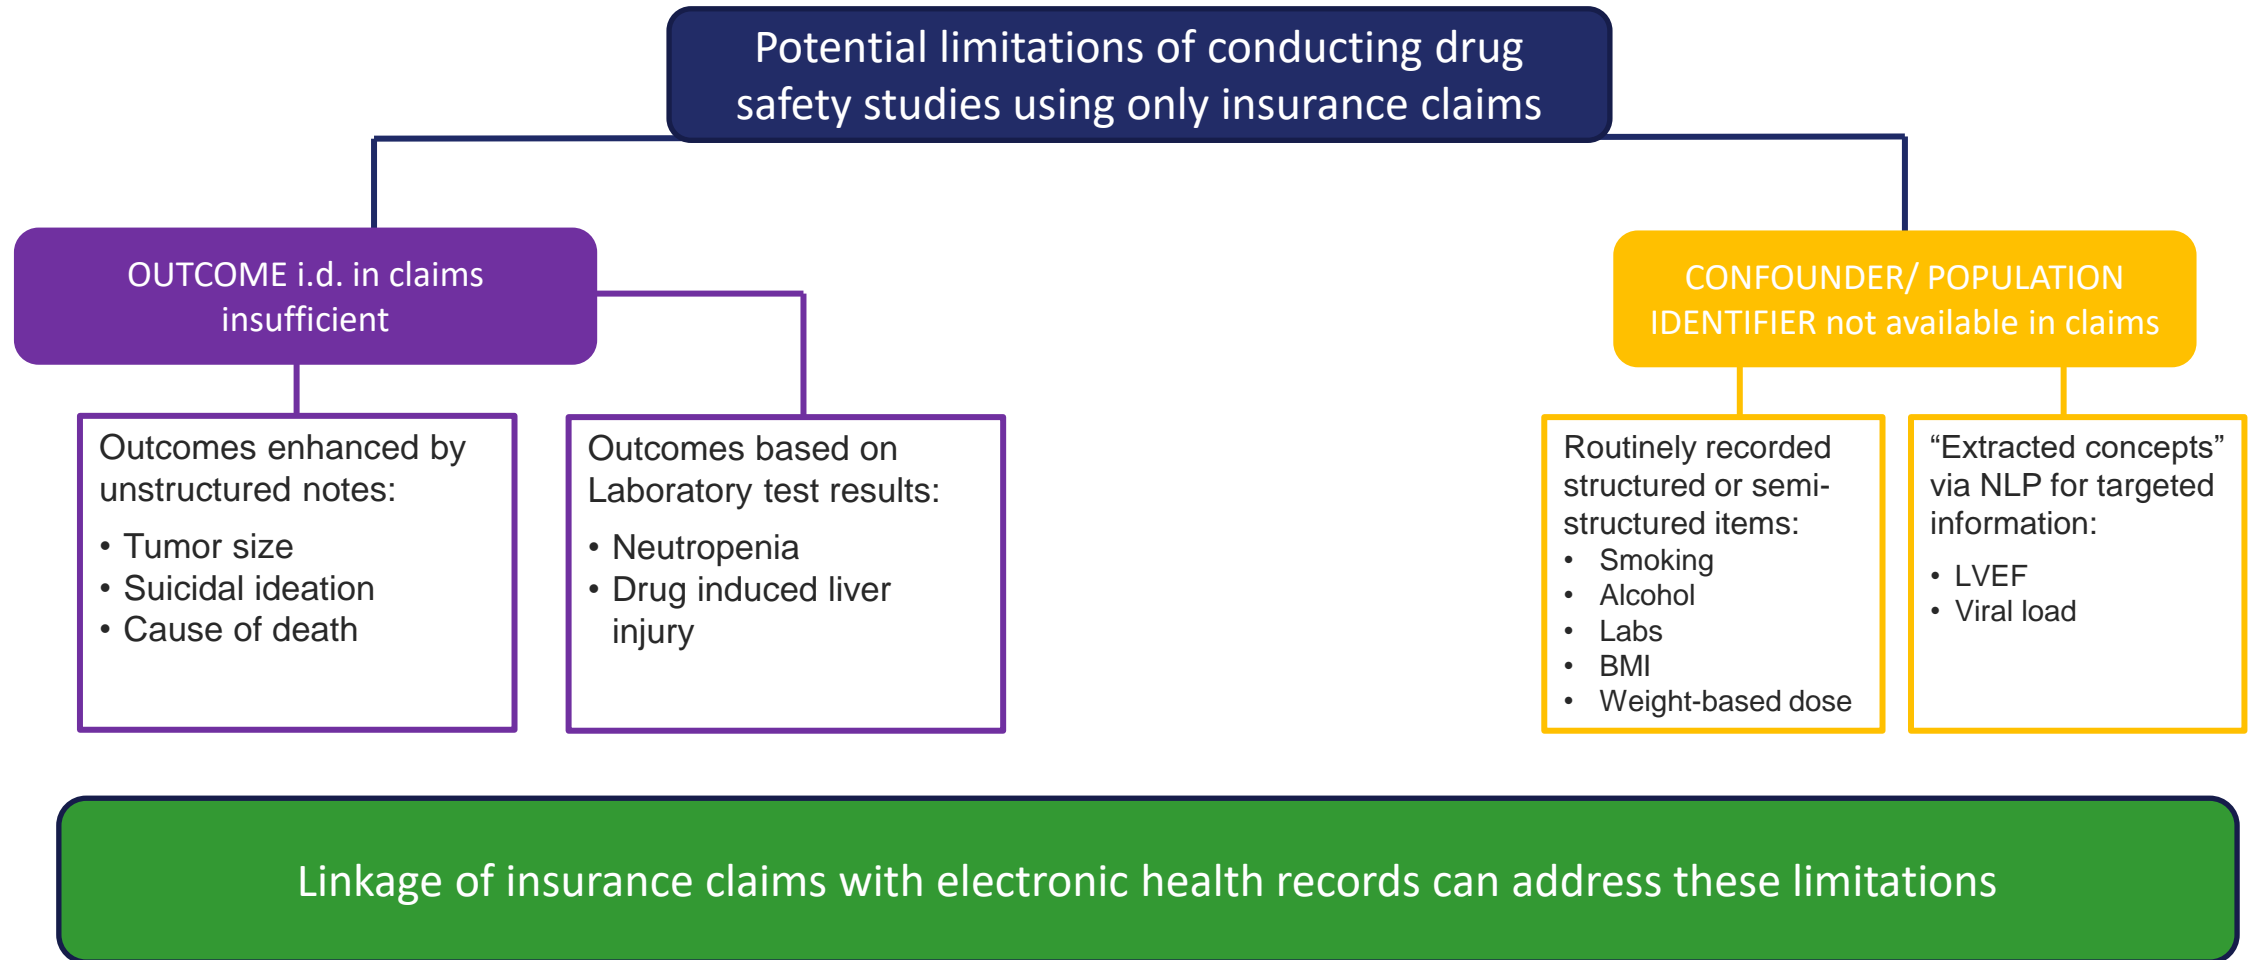 Potential limitations of conducting drug
safety studies using only insurance claims
OUTCOME i.d. in claims
insufficient
CONFOUNDER/ POPULATION
IDENTIFIER not available in claims
Outcomes enhanced by
unstructured notes:
• Tumor size
• Suicidal ideation
• Cause of death
Outcomes based on
Laboratory test results:
• Neutropenia
• Drug induced liver
injury
Routinely recorded
structured or semi-
structured items:
• Smoking
• Alcohol
• Labs
• BMI
• Weight-based dose
“Extracted concepts”
via NLP for targeted
information:
• LVEF
• Viral load
Linkage of insurance claims with electronic health records can address these limitations